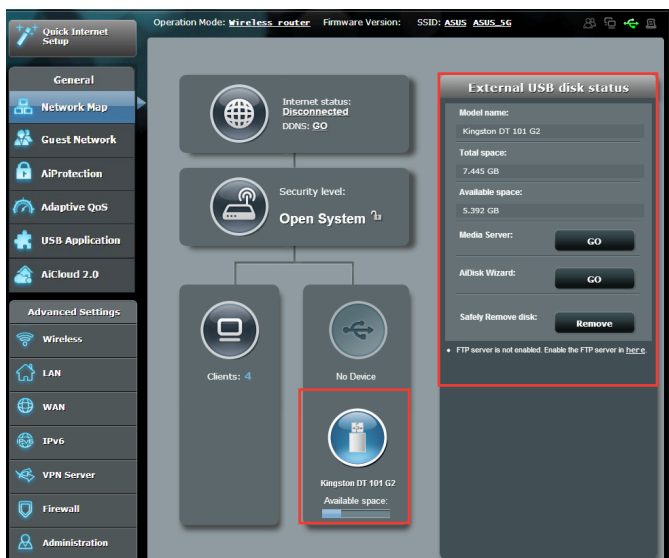 Operation Mode: Wireless router Firmware Version: SSID: ASUS ASUS_5G
Quick Internet
Setup
General
Network Map
Guest Network
AiProtection
Adaptive QoS
USB Application
AiCloud 2.0
Advanced Settings
Wireless
LAN
WAN
IPv6
IPv6
VPN Server
Firewall
Administration
Internet status:
Disconnected
DDNS: GO
Security level:
Open System
Clients: 4
No Device
Kingston DT 101 G2
Available space:
External USB disk status
Model name:
Kingston DT 101 G2
Total space:
7.445 GB
Available space:
5.392 GB
Media Server: GO
AiDisk Wizard: GO
Safely Remove disk: Remove
• FTP server is not enabled. Enable the FTP server in here.